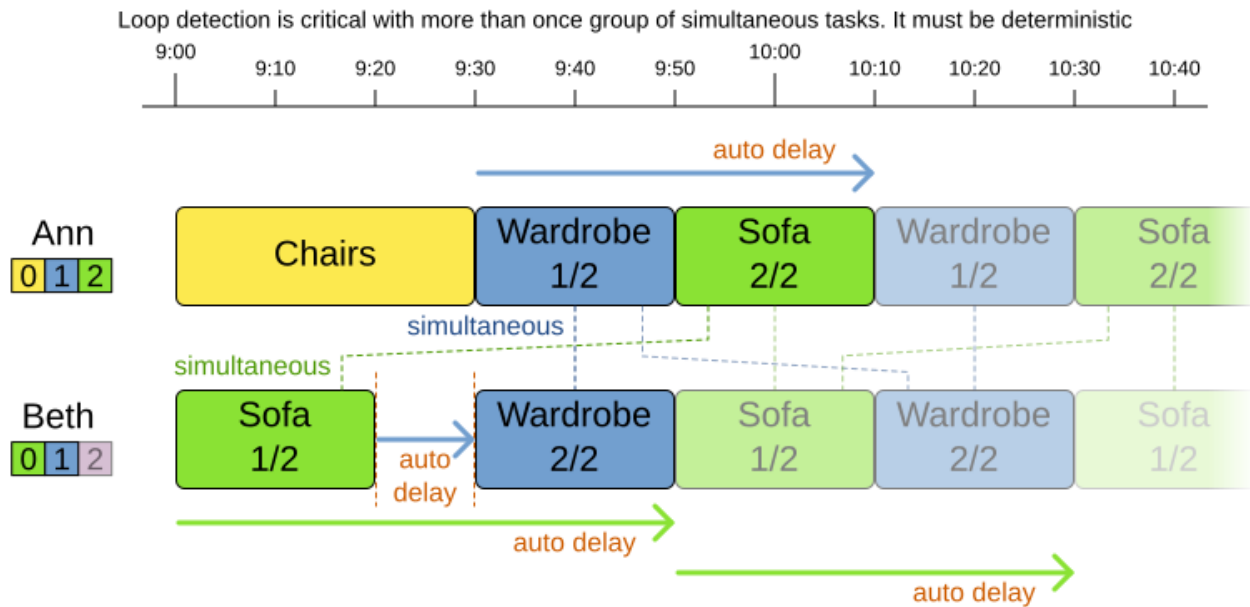 Loop detection is critical with more than once group of simultaneous tasks. It must be deterministic
9:00 9:10 9:20 9:30 9:40 9:50 10:00 10:10 10:20 10:30 10:40
auto delay
Ann
0 1 2
Chairs
Wardrobe
1/2
Sofa
2/2
Wardrobe
1/2
Sofa
2/2
simultaneous
simultaneous
Beth
0 1 2
Sofa
1/2
auto
delay
Wardrobe
2/2
Sofa
1/2
Wardrobe
2/2
Sofa
1/2
auto delay
auto delay